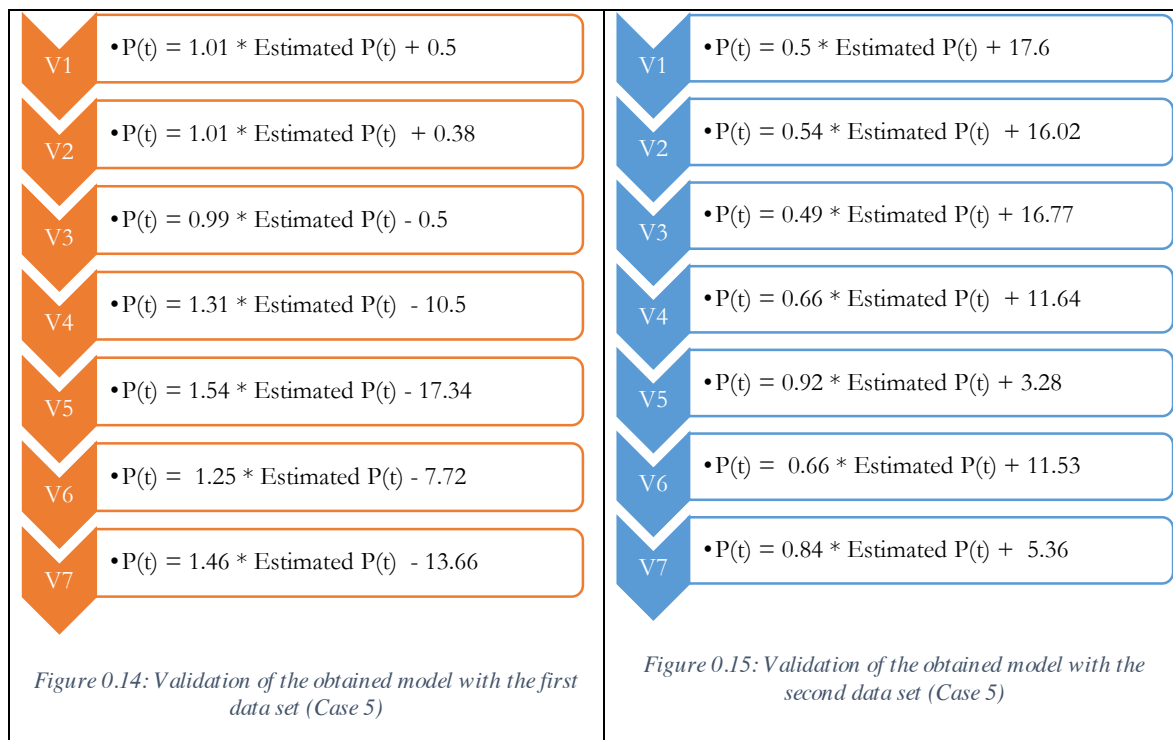 V1
•P(t) = 1.01 * Estimated P(t) + 0.5
V2
•P(t) = 1.01 * Estimated P(t) + 0.38
V3
•P(t) = 0.99 * Estimated P(t) - 0.5
V4
•P(t) = 1.31 * Estimated P(t) - 10.5
V5
•P(t) = 1.54 * Estimated P(t) - 17.34
V6
•P(t) = 1.25 * Estimated P(t) - 7.72
V7
•P(t) = 1.46 * Estimated P(t) - 13.66
Figure 0.14: Validation of the obtained model with the first
data set (Case 5)
V1
•P(t) = 0.5 * Estimated P(t) + 17.6
V2
•P(t) = 0.54 * Estimated P(t) + 16.02
V3
•P(t) = 0.49 * Estimated P(t) + 16.77
V4
•P(t) = 0.66 * Estimated P(t) + 11.64
V5
•P(t) = 0.92 * Estimated P(t) + 3.28
V6
•P(t) = 0.66 * Estimated P(t) + 11.53
V7
•P(t) = 0.84 * Estimated P(t) + 5.36
Figure 0.15: Validation of the obtained model with the
second data set (Case 5)